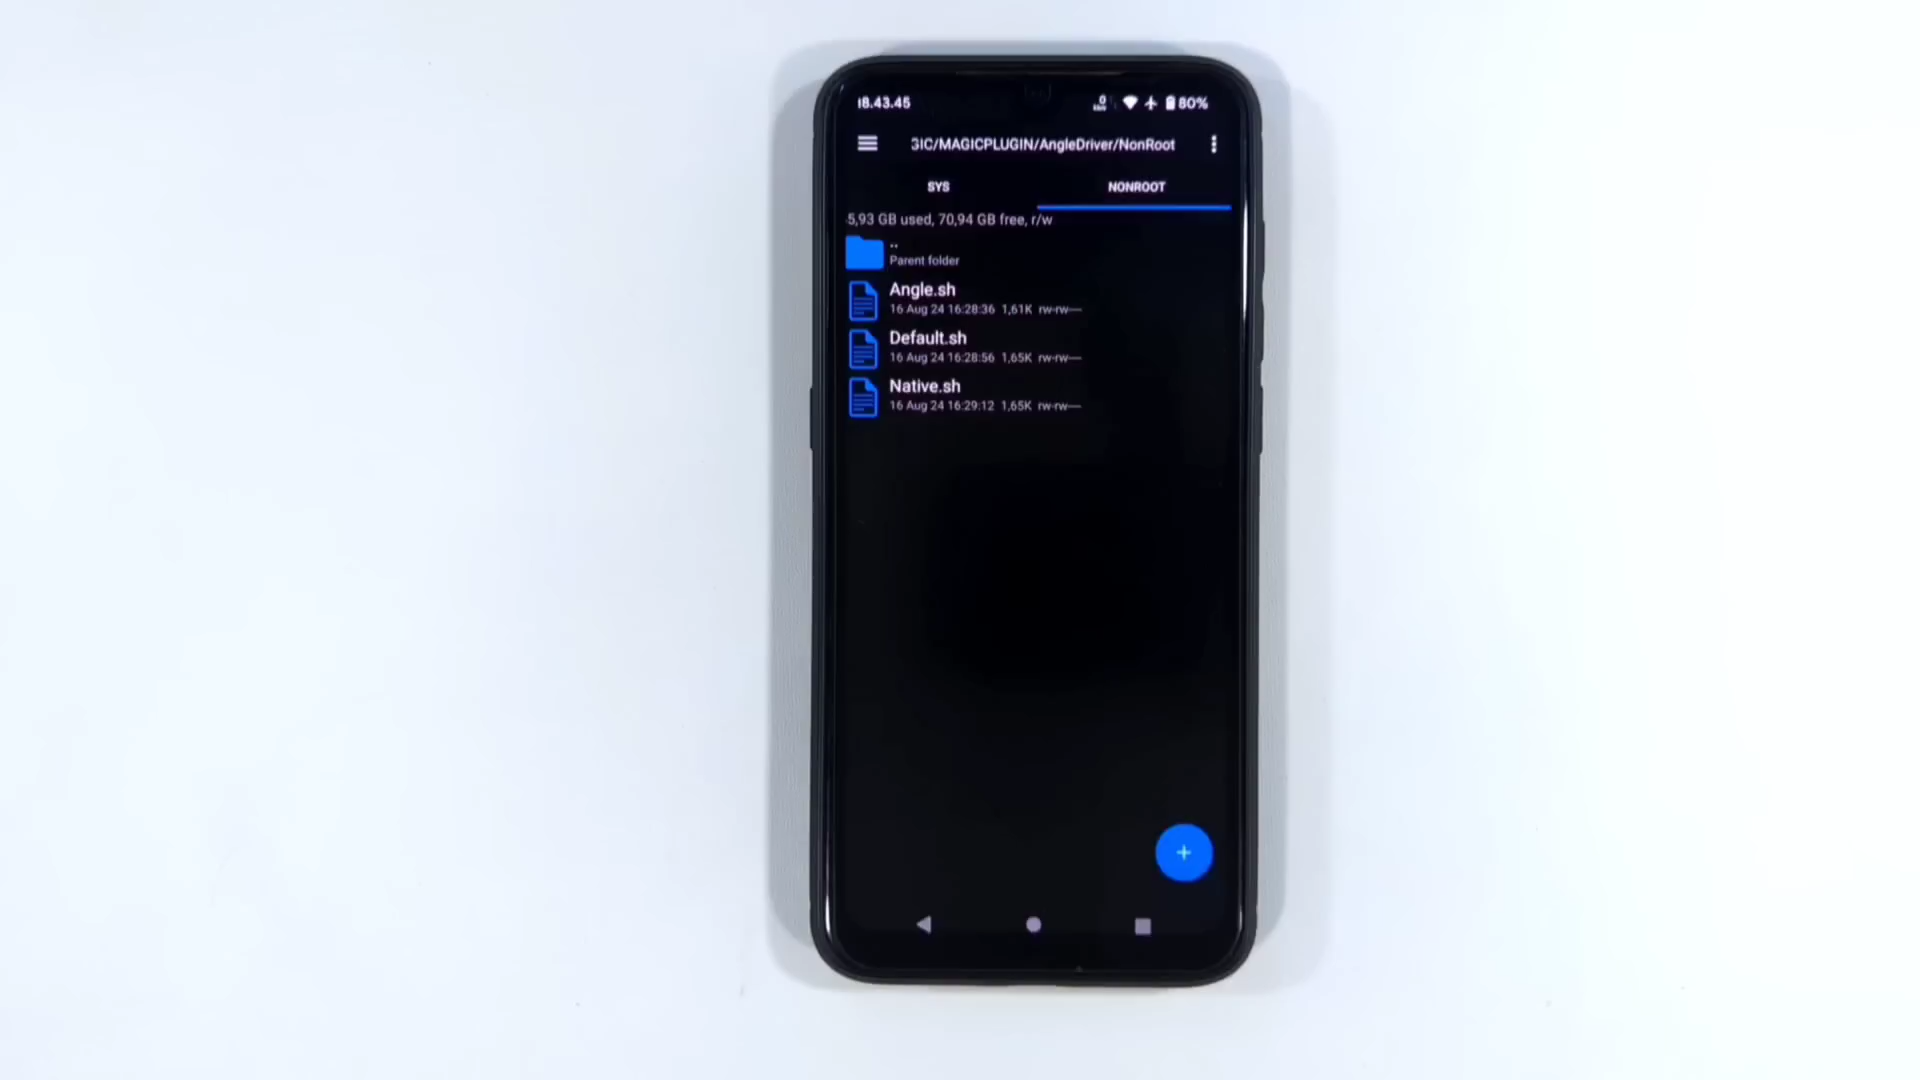 18.43.45
0
80%
GIC/MAGICPLUGIN/AngleDriver/NonRoot
SYS
NONROOT
5,93 GB used, 70,94 GB free, r/w
..
Parent folder
Angle.sh
16 Aug 24 16:28:36 1,61K rw-rw----
Default.sh
16 Aug 24 16:28:56 1,65K rw-rw----
Native.sh
16 Aug 24 16:29:12 1,65K rw-rw----
+